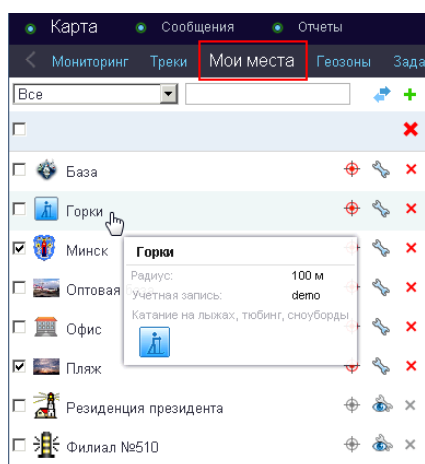 Карта Сообщения Отчеты
Мониторинг Треки Мои места Геозоны Зада
Все
База
Горки
Минск
Горки
Радиус: 100 м
Оптовая
Учетная запись: demo
Катание на лыжах, тюбинг, сноуборды
Офис
Пляж
Резиденция президента
Филиал №510